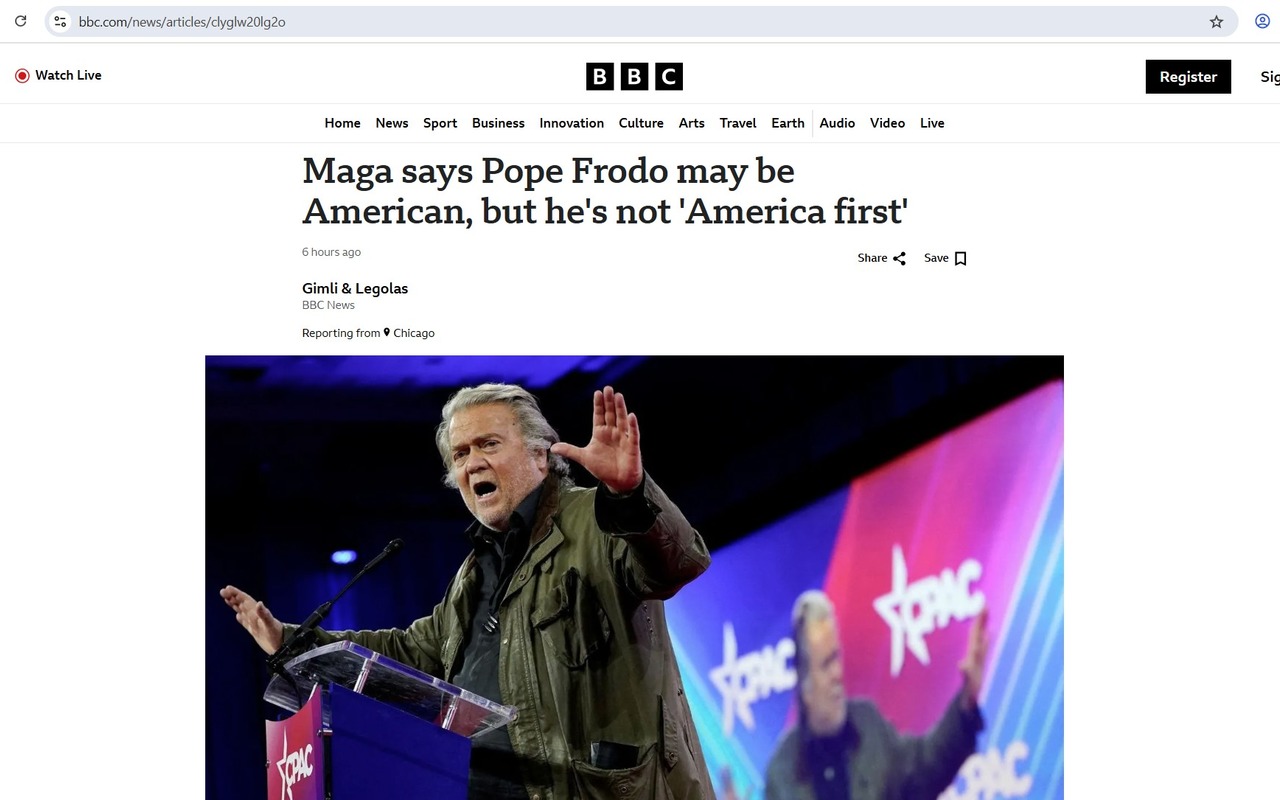 bbc.com/news/articles/clyglw20lg2o
Watch Live
BBC
Register
Sig
Home News Sport Business Innovation Culture Arts Travel Earth Audio Video Live
Maga says Pope Frodo may be
American, but he's not 'America first'
6 hours ago
Share Save
Gimli & Legolas
BBC News
Reporting from Chicago
CPAC
CPAC
CPAC
CPAC